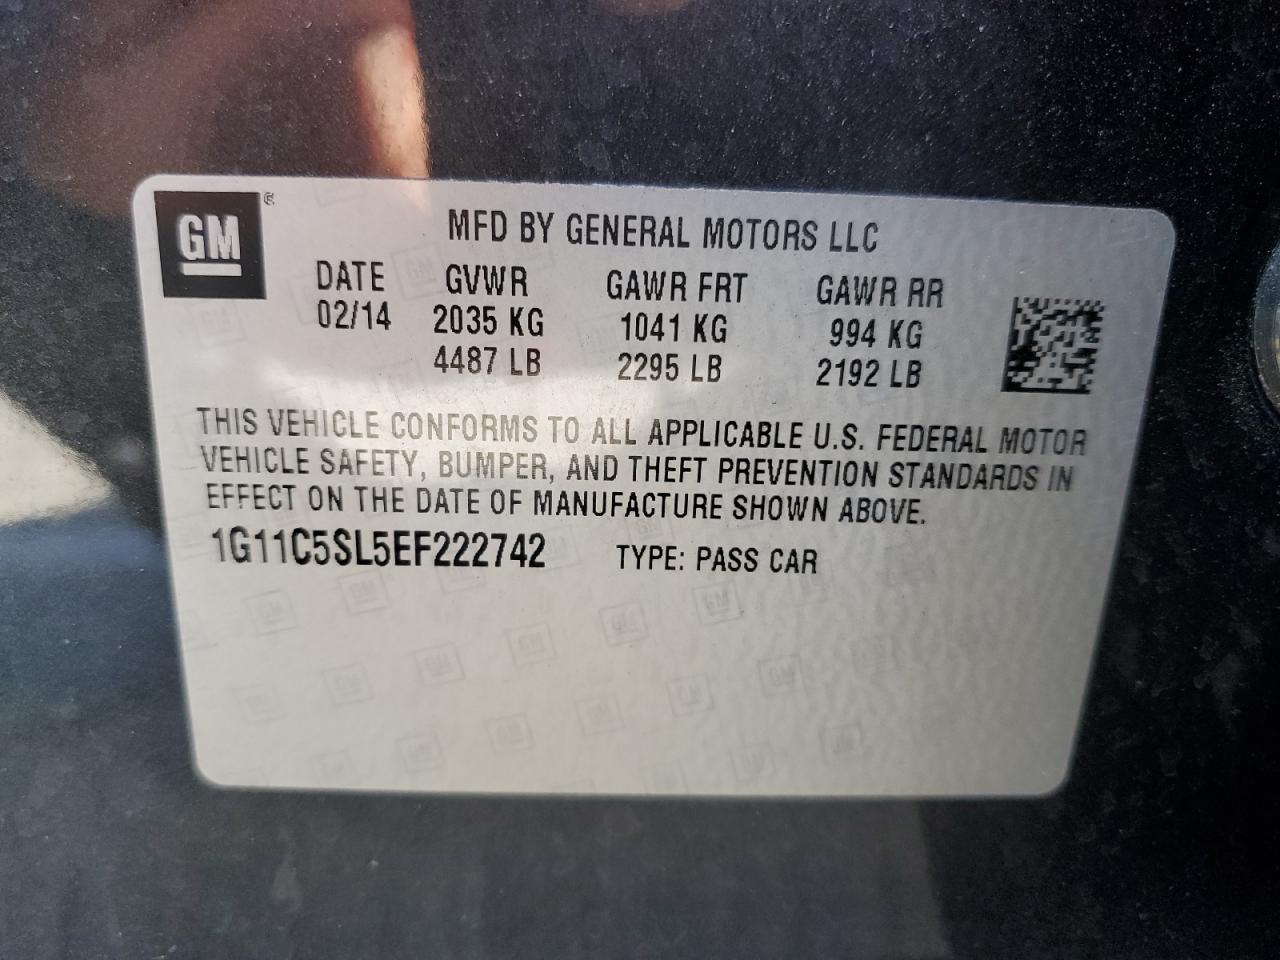 GM
MFD BY GENERAL MOTORS LLC
DATE GVWR GAWR FRT GAWR RR
02/14 2035 KG 1041 KG 994 KG
4487 LB 2295 LB 2192 LB
THIS VEHICLE CONFORMS TO ALL APPLICABLE U.S. FEDERAL MOTOR
VEHICLE SAFETY, BUMPER, AND THEFT PREVENTION STANDARDS IN
EFFECT ON THE DATE OF MANUFACTURE SHOWN ABOVE.
1G11C5SL5EF222742 TYPE: PASS CAR